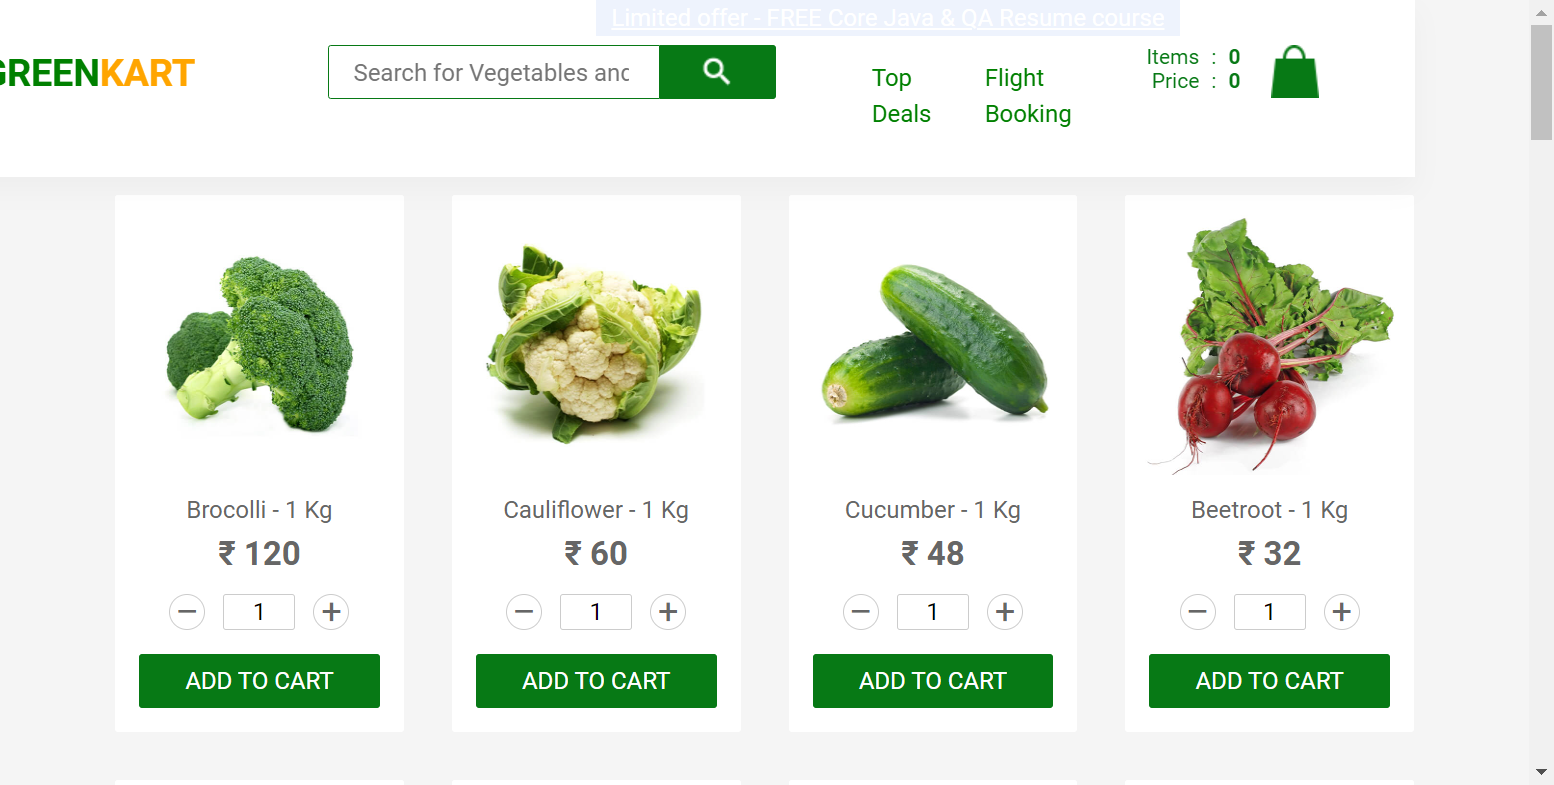 Limited offer - FREE Core Java & QA Resume course
GREENKART
Search for Vegetables and
Top Deals
Flight Booking
Items : 0
Price : 0
Brocolli - 1 Kg
₹ 120
− 1 +
ADD TO CART
Cauliflower - 1 Kg
₹ 60
− 1 +
ADD TO CART
Cucumber - 1 Kg
₹ 48
− 1 +
ADD TO CART
Beetroot - 1 Kg
₹ 32
− 1 +
ADD TO CART